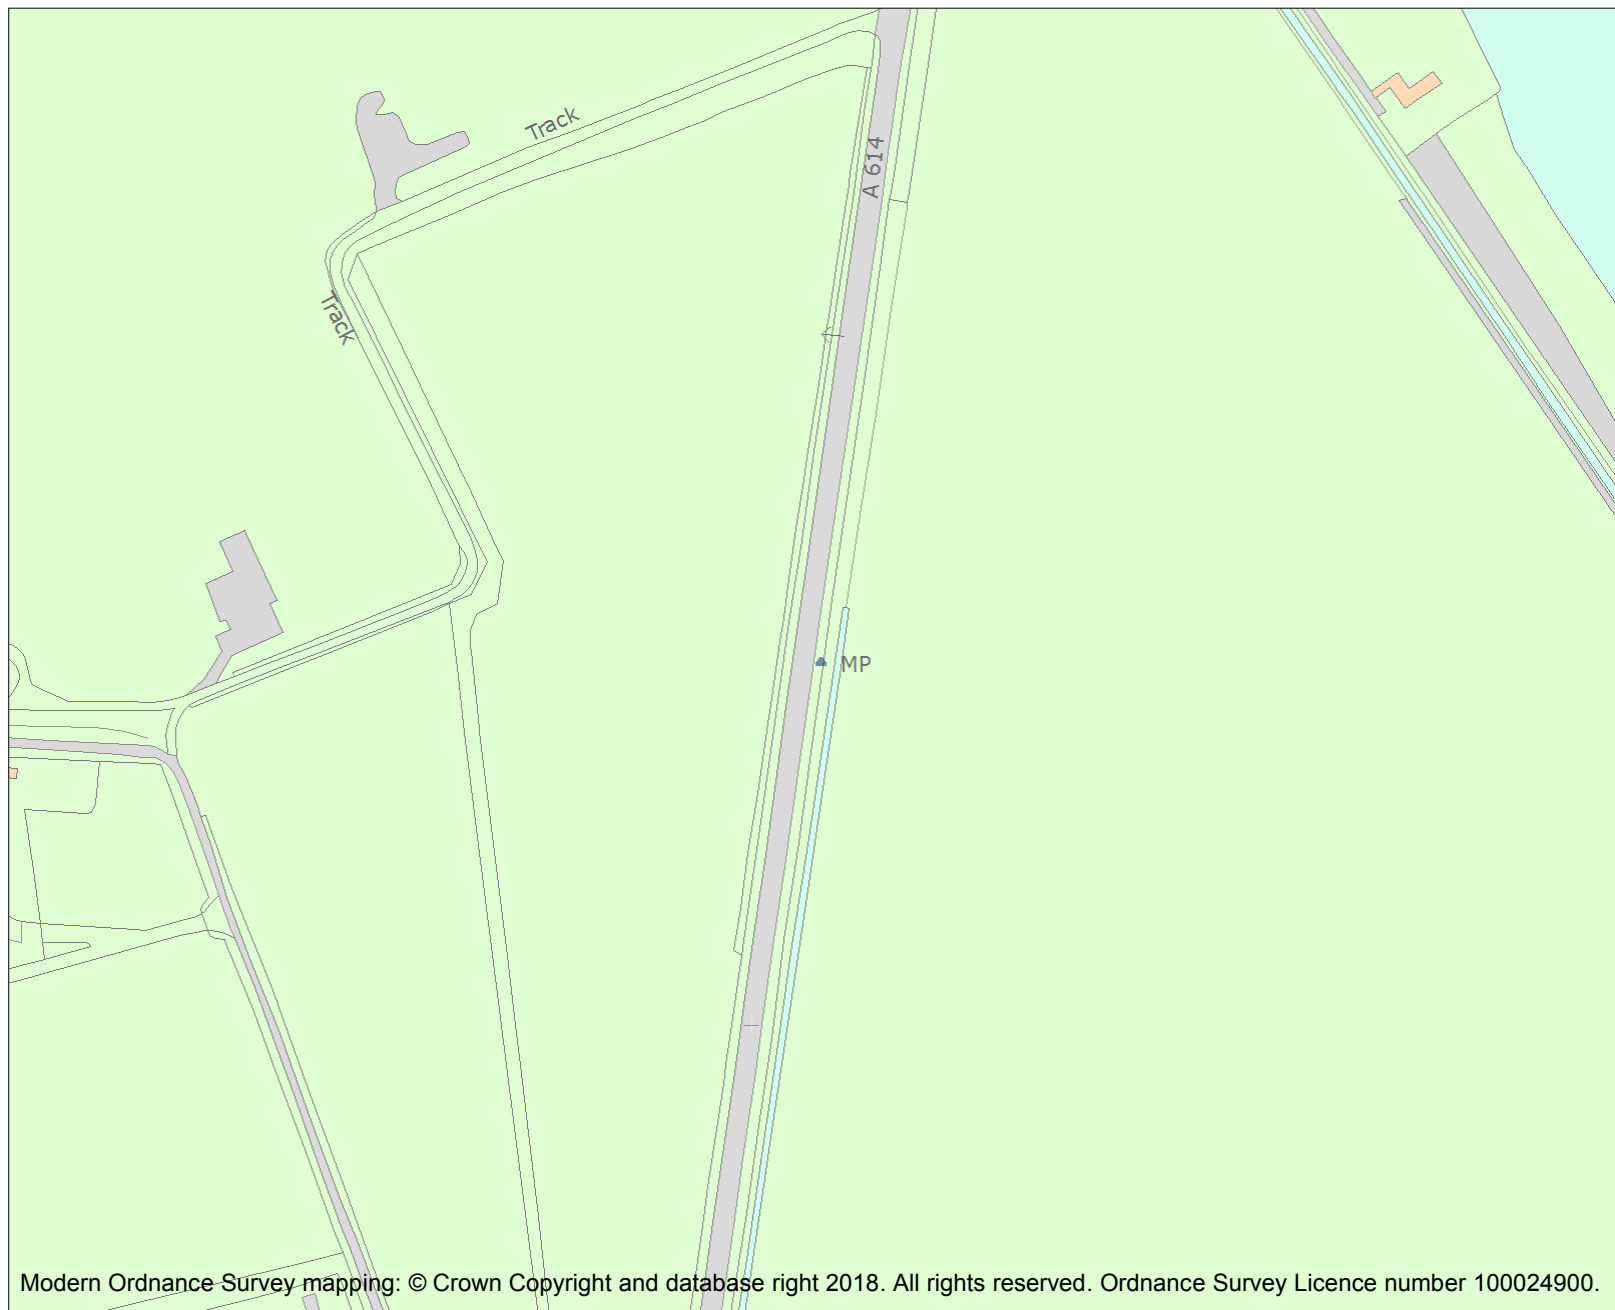 Track
A 614
Track
MP
Modern Ordnance Survey mapping: © Crown Copyright and database right 2018. All rights reserved. Ordnance Survey Licence number 100024900.